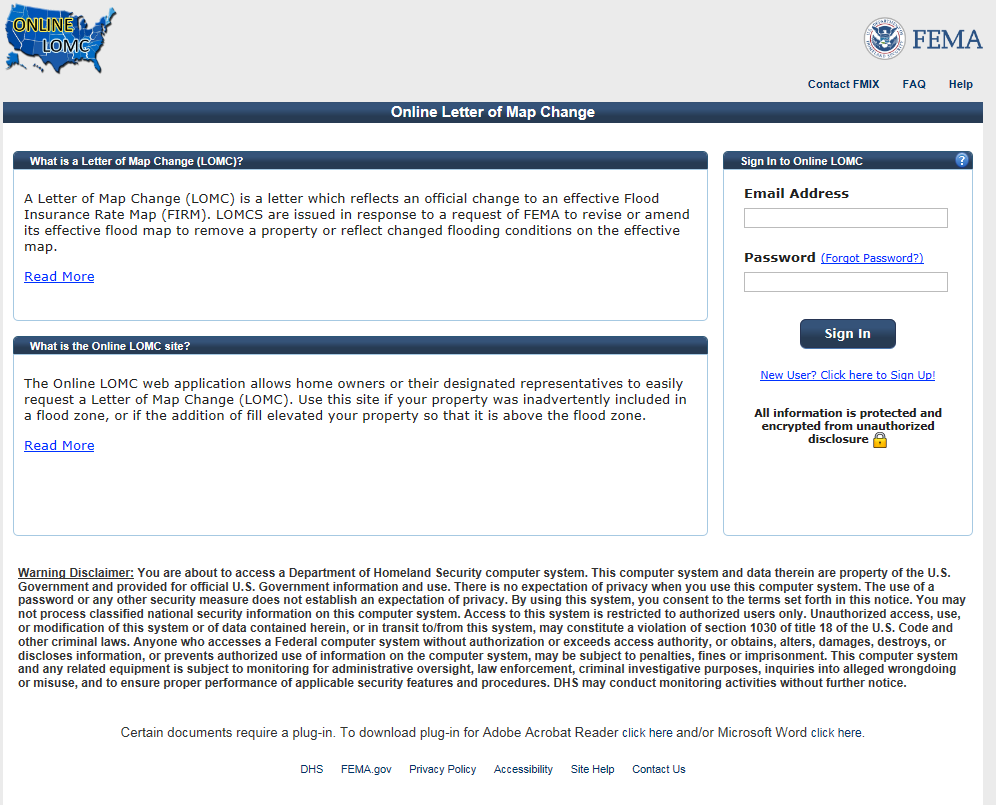 ONLINE
LOMC
FEMA
Contact FMIX FAQ Help
Online Letter of Map Change
What is a Letter of Map Change (LOMC)?
A Letter of Map Change (LOMC) is a letter which reflects an official change to an effective Flood
Insurance Rate Map (FIRM). LOMCS are issued in response to a request of FEMA to revise or amend
its effective flood map to remove a property or reflect changed flooding conditions on the effective
map.
Read More
What is the Online LOMC site?
The Online LOMC web application allows home owners or their designated representatives to easily
request a Letter of Map Change (LOMC). Use this site if your property was inadvertently included in
a flood zone, or if the addition of fill elevated your property so that it is above the flood zone.
Read More
Sign In to Online LOMC ?
Email Address
Password (Forgot Password?)
Sign In
New User? Click here to Sign Up!
All information is protected and
encrypted from unauthorized
disclosure
Warning Disclaimer: You are about to access a Department of Homeland Security computer system. This computer system and data therein are property of the U.S.
Government and provided for official U.S. Government information and use. There is no expectation of privacy when you use this computer system. The use of a
password or any other security measure does not establish an expectation of privacy. By using this system, you consent to the terms set forth in this notice. You may
not process classified national security information on this computer system. Access to this system is restricted to authorized users only. Unauthorized access, use,
or modification of this system or of data contained herein, or in transit to/from this system, may constitute a violation of section 1030 of title 18 of the U.S. Code and
other criminal laws. Anyone who accesses a Federal computer system without authorization or exceeds access authority, or obtains, alters, damages, destroys, or
discloses information, or prevents authorized use of information on the computer system, may be subject to penalties, fines or imprisonment. This computer system
and any related equipment is subject to monitoring for administrative oversight, law enforcement, criminal investigative purposes, inquiries into alleged wrongdoing
or misuse, and to ensure proper performance of applicable security features and procedures. DHS may conduct monitoring activities without further notice.
Certain documents require a plug-in. To download plug-in for Adobe Acrobat Reader click here and/or Microsoft Word click here.
DHS FEMA.gov Privacy Policy Accessibility Site Help Contact Us